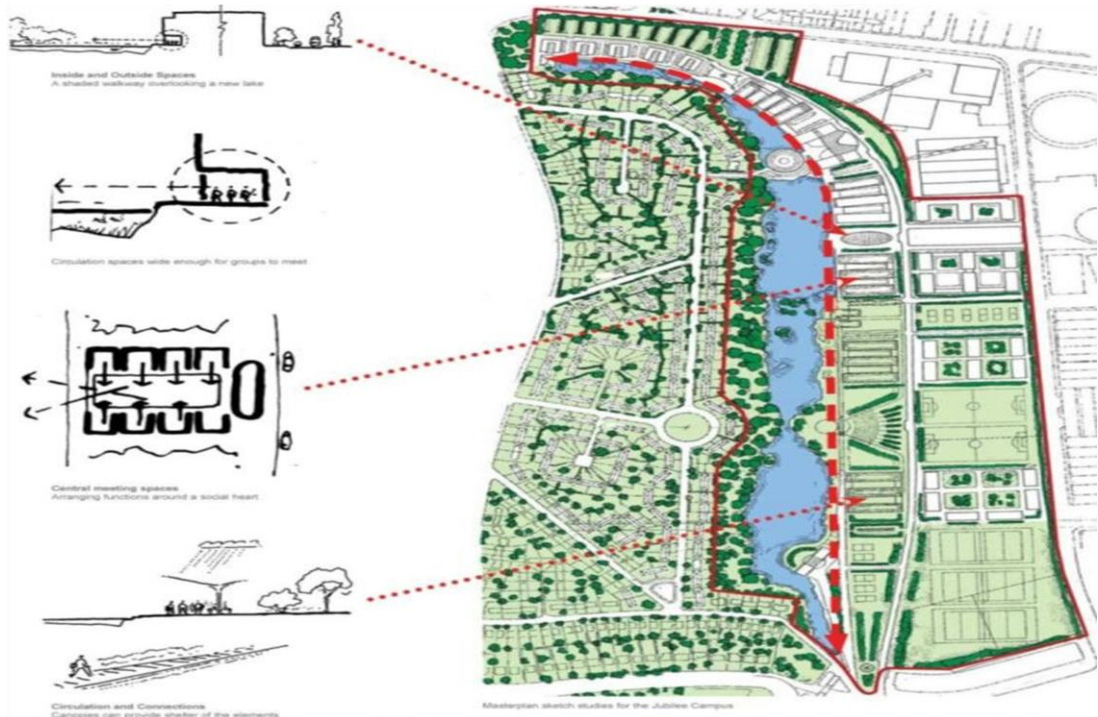 Inside and Outside Spaces
A shaded walkway overlooking a new lake
Circulation spaces wide enough for groups to meet
Central meeting spaces
Arranging functions around a social heart
Circulation and Connections
Canopies can provide shelter of the elements
Masterplan sketch studies for the Jubilee Campus